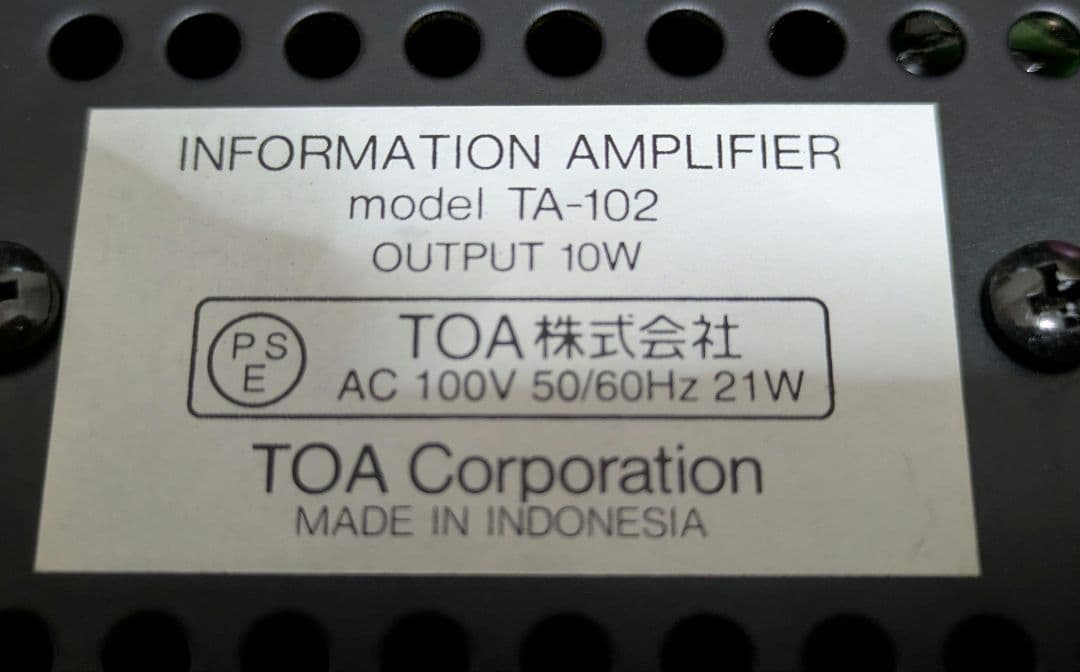 INFORMATION AMPLIFIER
model TA-102
OUTPUT 10W
PSE
TOA株式会社
AC 100V 50/60Hz 21W
TOA Corporation
MADE IN INDONESIA